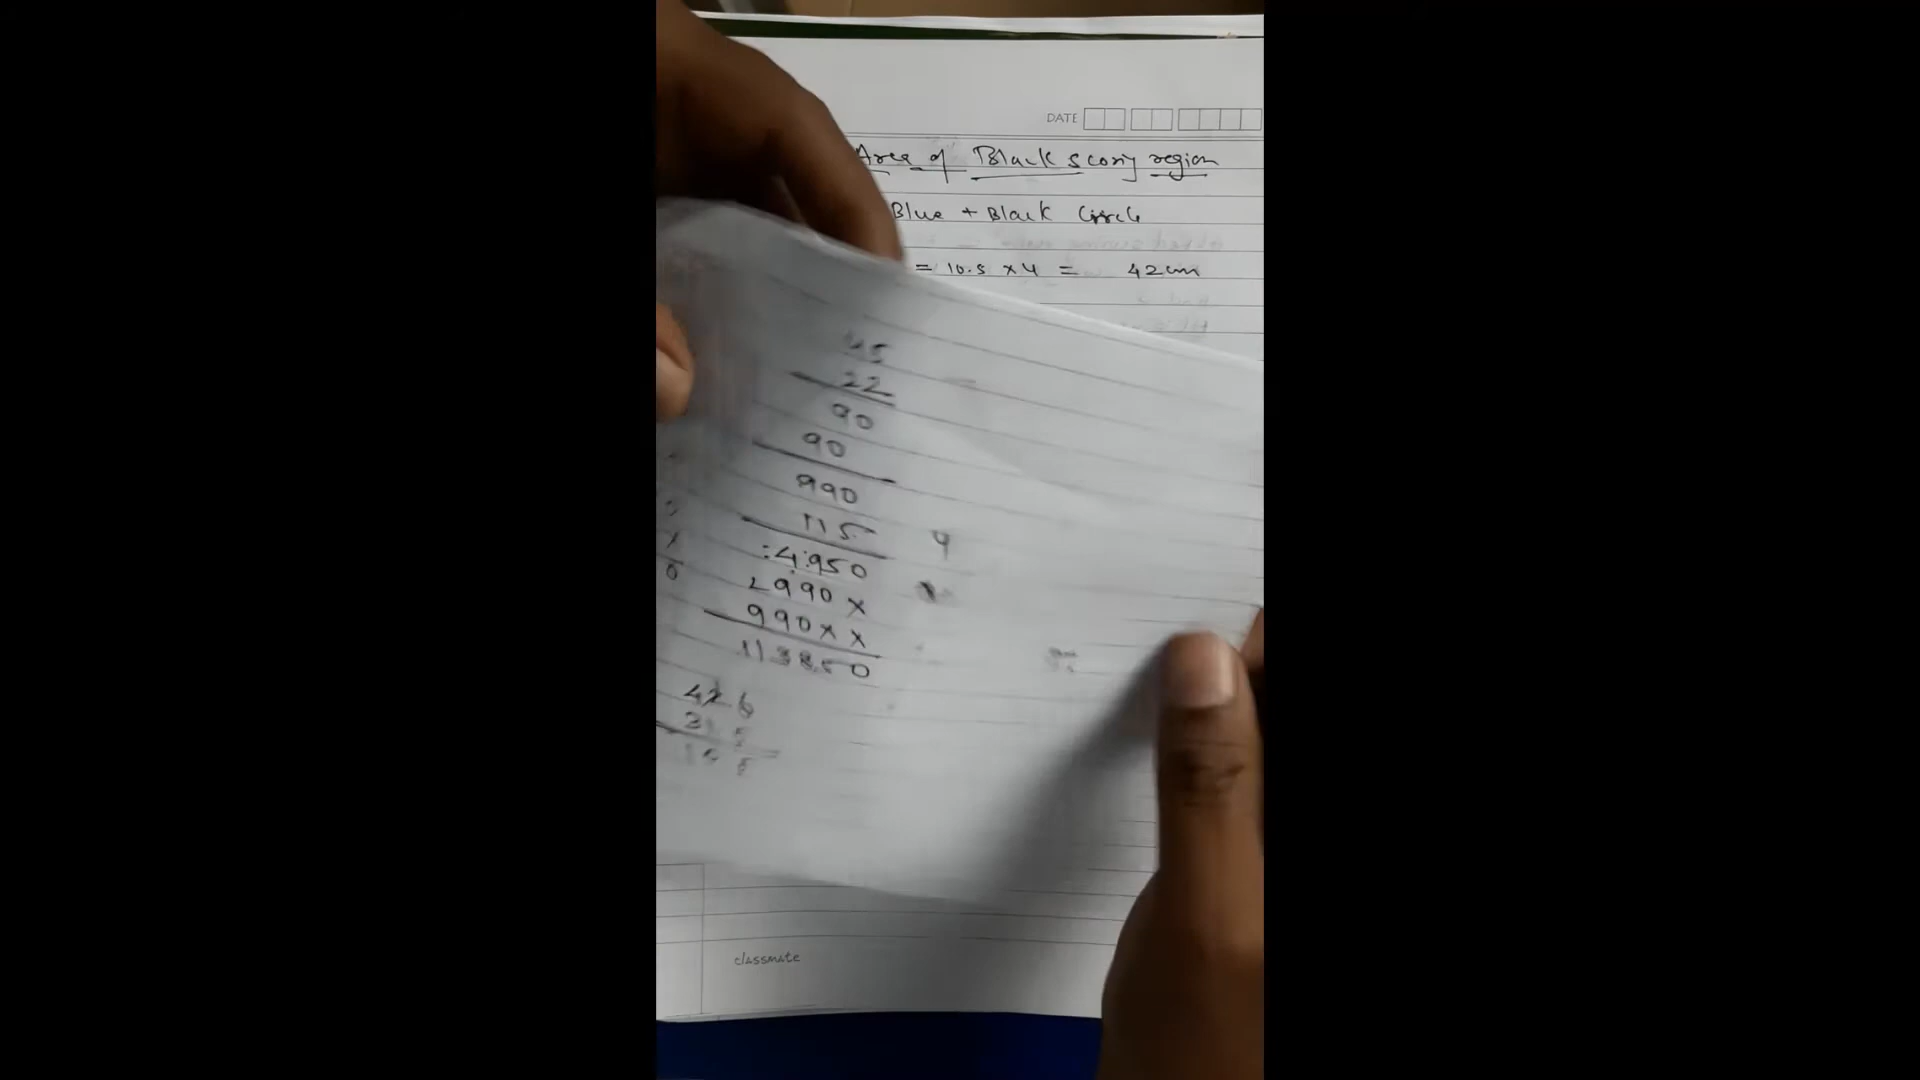 DATE
Area of Black scoring region
Blue + Black Circle
= 10.5 × 4 = 42cm
45
22
90
90
990
115
4950
990 ×
990 × ×
113850
9
classmate